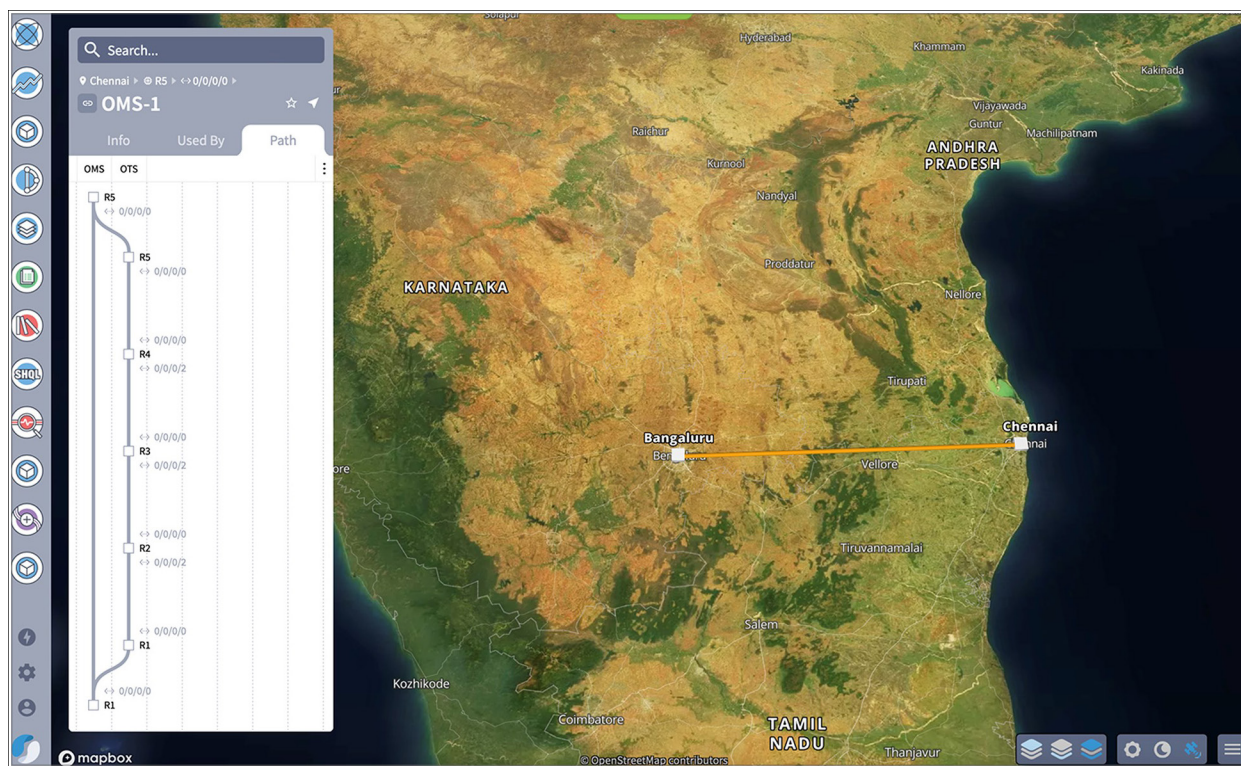 Solapur
Search...
Chennai R5 0/0/0/0
OMS-1
Info Used By Path
OMS OTS
R5
0/0/0/0
R5
0/0/0/0
0/0/0/0
R4
0/0/0/2
0/0/0/0
R3
0/0/0/2
0/0/0/0
R2
0/0/0/2
0/0/0/0
R1
0/0/0/0
R1
SHQL
mapbox
Hyderabad
Khammam
Kakinada
Vijayawada
Guntur
Machilipatnam
Raichur
ANDHRA
PRADESH
Kurnool
Nandyal
Proddatur
KARNATAKA
Nellore
Tirupati
Chennai
Bangaluru
Vellore
Tiruvannamalai
Salem
Kozhikode
Coimbatore
TAMIL
NADU
Thanjavur
© OpenStreetMap contributors